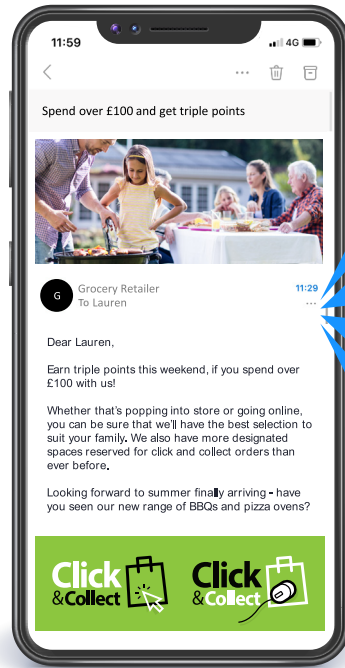 11:59
4G
Spend over £100 and get triple points
G
Grocery Retailer
11:29
To Lauren
Dear Lauren,
Earn triple points this weekend, if you spend over
£100 with us!
Whether that's popping into store or going online,
you can be sure that we'll have the best selection to
suit your family. We also have more designated
spaces reserved for click and collect orders than
ever before.
Looking forward to summer finally arriving - have
you seen our new range of BBQs and pizza ovens?
Click
&Collect
Click
&Collect